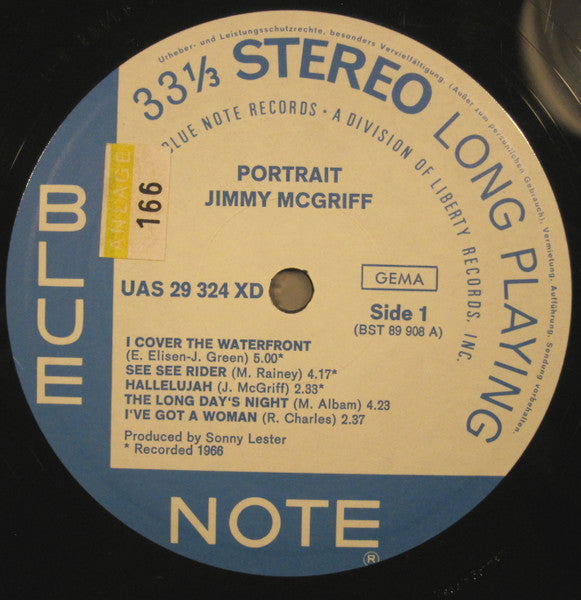 Urheber- und Leistungsschutzrechte, besonders Vervielfältigung, (Außer zum persönlichen Gebrauch), Vermietung, Aufführung, Sendung vorbehalten.
33⅓ STEREO LONG PLAYING
BLUE NOTE RECORDS • A DIVISION OF LIBERTY RECORDS, INC.
PORTRAIT
JIMMY MCGRIFF
ANLAGE
166
UAS 29 324 XD
GEMA
Side 1
(BST 89 908 A)
I COVER THE WATERFRONT
(E. Elisen-J. Green) 5.00*
SEE SEE RIDER (M. Rainey) 4.17*
HALLELUJAH (J. McGriff) 2.33*
THE LONG DAY'S NIGHT (M. Albam) 4.23
I'VE GOT A WOMAN (R. Charles) 2.37
Produced by Sonny Lester
* Recorded 1966
BLUE
NOTE®